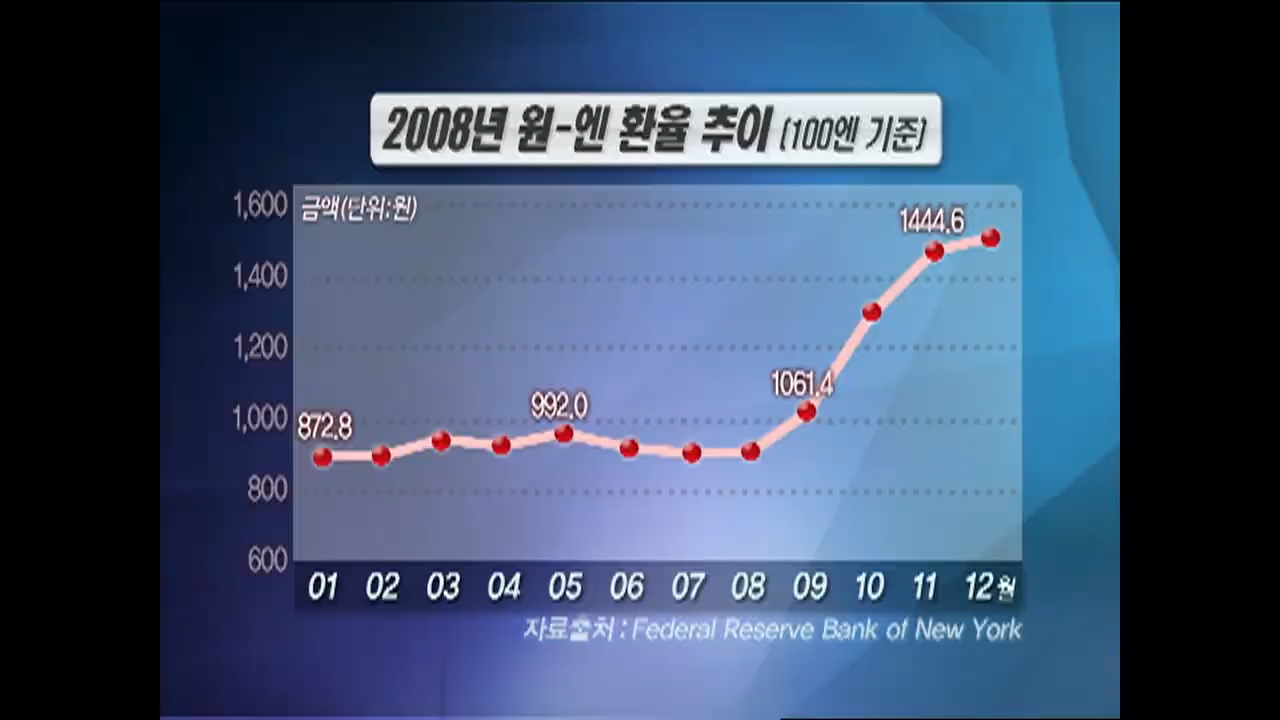 2008년 원-엔 환율 추이 (100엔 기준)
금액(단위:원)
1,600
1,400
1,200
1,000
800
600
872.8
992.0
1061.4
1444.6
01 02 03 04 05 06 07 08 09 10 11 12월
자료출처 : Federal Reserve Bank of New York